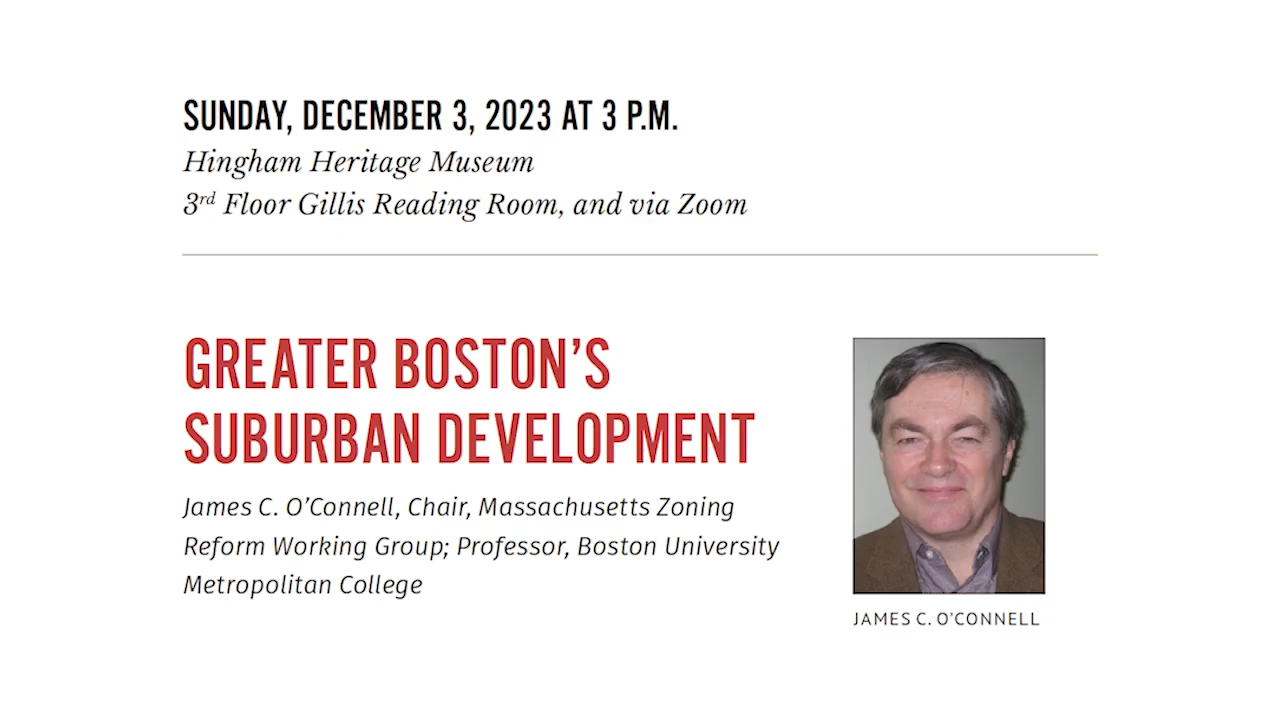 SUNDAY, DECEMBER 3, 2023 AT 3 P.M.
Hingham Heritage Museum
3rd Floor Gillis Reading Room, and via Zoom
GREATER BOSTON’S
SUBURBAN DEVELOPMENT
James C. O’Connell, Chair, Massachusetts Zoning
Reform Working Group; Professor, Boston University
Metropolitan College
JAMES C. O’CONNELL